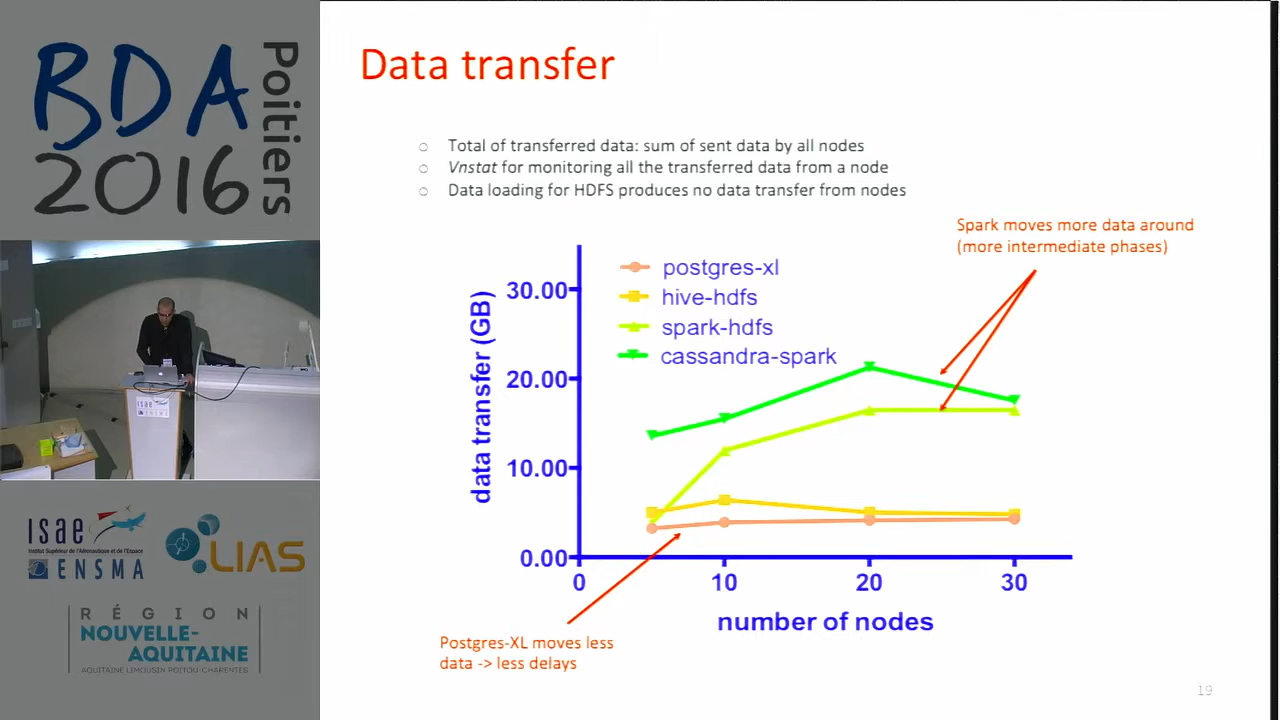 BDA
2016
Poitiers
isae
ENSMA
isae
Institut Supérieur de l'Aéronautique et de l'Espace
ENSMA
LIAS
RÉGION
NOUVELLE-
AQUITAINE
AQUITAINE LIMOUSIN POITOU-CHARENTES
Data transfer
Total of transferred data: sum of sent data by all nodes
Vnstat for monitoring all the transferred data from a node
Data loading for HDFS produces no data transfer from nodes
Spark moves more data around
(more intermediate phases)
postgres-xl
hive-hdfs
spark-hdfs
cassandra-spark
data transfer (GB)
30.00
20.00
10.00
0.00
0
10
20
30
number of nodes
Postgres-XL moves less
data -> less delays
19